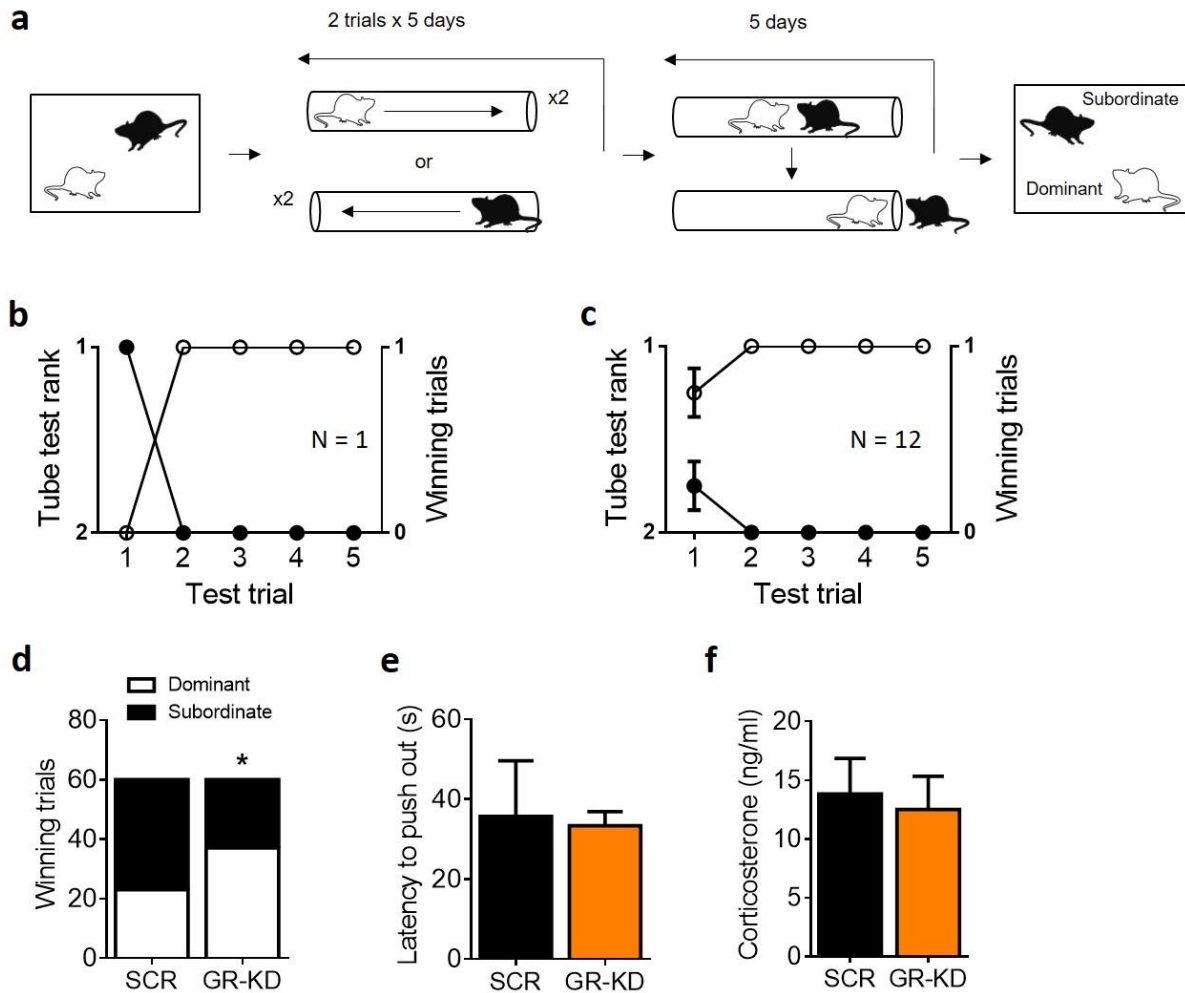 a
2 trials x 5 days
5 days
x2
or
x2
Subordinate
Dominant
b
Tube test rank
1
2
N = 1
1
0
Winning trials
1 2 3 4 5
Test trial
c
Tube test rank
1
2
N = 12
1
0
Winning trials
1 2 3 4 5
Test trial
d
Dominant
Subordinate
Winning trials
80
60
40
20
0
*
SCR GR-KD
e
Latency to push out (s)
60
40
20
0
SCR GR-KD
f
Corticosterone (ng/ml)
20
15
10
5
0
SCR GR-KD